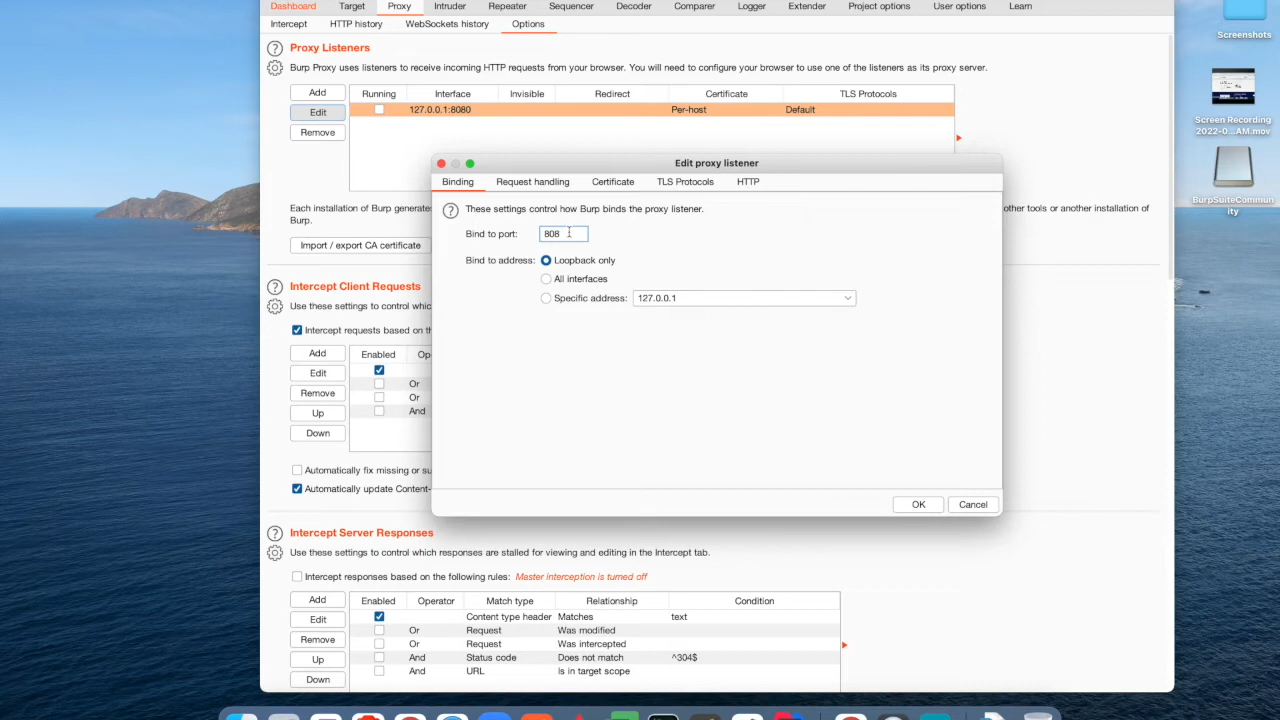 Dashboard Target Proxy Intruder Repeater Sequencer Decoder Comparer Logger Extender Project options User options Learn
Intercept HTTP history WebSockets history Options
Screenshots
Proxy Listeners
Burp Proxy uses listeners to receive incoming HTTP requests from your browser. You will need to configure your browser to use one of the listeners as its proxy server.
Add Running Interface Invisible Redirect Certificate TLS Protocols
Edit 127.0.0.1:8080 Per-host Default
Remove
Screen Recording
2022-0...AM.mov
Edit proxy listener
Binding Request handling Certificate TLS Protocols HTTP
BurpSuiteCommun
ity
Each installation of Burp generate other tools or another installation of
Burp.
These settings control how Burp binds the proxy listener.
Bind to port: 808
Import / export CA certificate
Bind to address: Loopback only
All interfaces
Specific address: 127.0.0.1
Intercept Client Requests
Use these settings to control whic
Intercept requests based on the
Add Enabled Op
Edit
Remove Or
Or
Up And
Down
Automatically fix missing or su
Automatically update Content-
OK Cancel
Intercept Server Responses
Use these settings to control which responses are stalled for viewing and editing in the Intercept tab.
Intercept responses based on the following rules: Master interception is turned off
Add Enabled Operator Match type Relationship Condition
Edit Content type header Matches text
Or Request Was modified
Remove Or Request Was intercepted
Up And Status code Does not match ^304$
And URL Is in target scope
Down